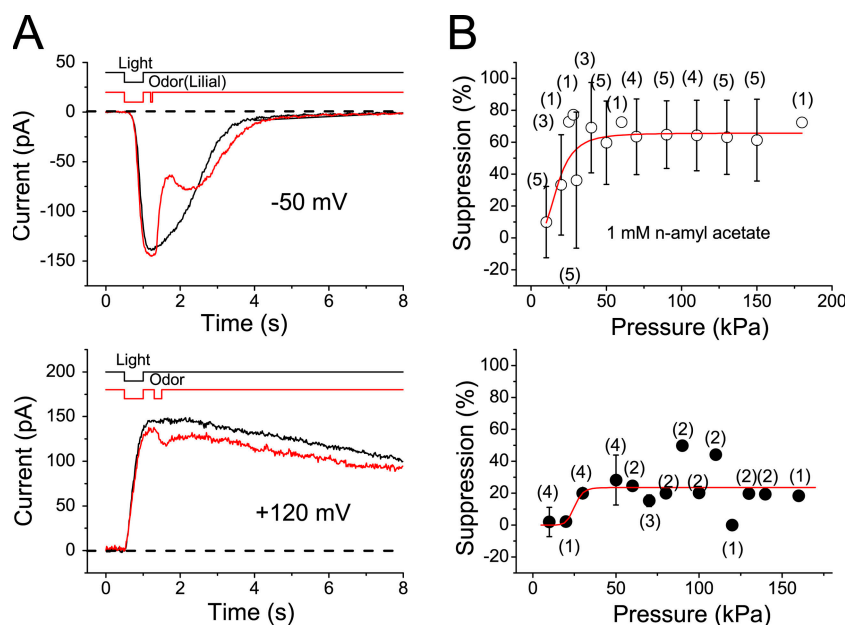 A
B
Light
Odor(Lilial)
50
0
-50
-100
-150
Current (pA)
-50 mV
0 2 4 6 8
Time (s)
(3)
(1) (5) (4) (5) (4) (5) (5) (1)
(1) (1)
(3)
(5)
(5)
100
80
60
40
20
0
-20
Suppression (%)
1 mM n-amyl acetate
0 50 100 150 200
Pressure (kPa)
Light
Odor
200
150
100
50
0
Current (pA)
+120 mV
0 2 4 6 8
Time (s)
100
80
60
40
20
0
-20
Suppression (%)
(2)
(2)
(4)
(4) (2) (2) (2) (2) (2) (1)
(4)
(3)
(1) (1)
0 50 100 150
Pressure (kPa)